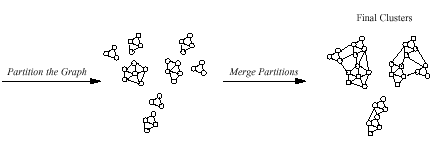 Final Clusters
Partition the Graph
Merge Partitions